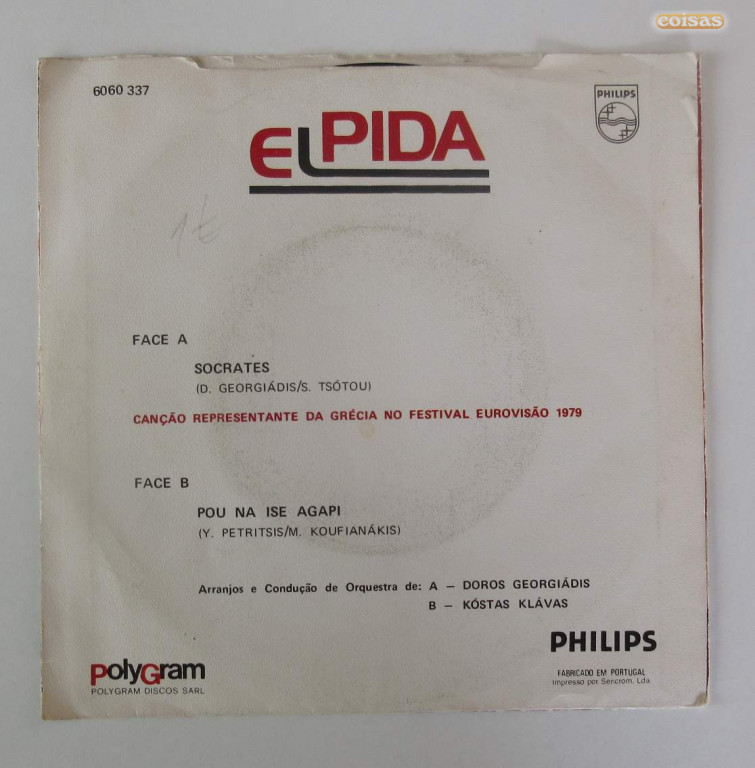 coisas
6060 337
PHILIPS
ELPIDA
1€
FACE A
SOCRATES
(D. GEORGIÁDIS/S. TSÓTOU)
CANÇÃO REPRESENTANTE DA GRÉCIA NO FESTIVAL EUROVISÃO 1979
FACE B
POU NA ISE AGAPI
(Y. PETRITSIS/M. KOUFIANÁKIS)
Arranjos e Condução de Orquestra de: A – DOROS GEORGIÁDIS
B – KÓSTAS KLÁVAS
PHILIPS
PolyGram
POLYGRAM DISCOS SARL
FABRICADO EM PORTUGAL
Impresso por Sencrom. Lda